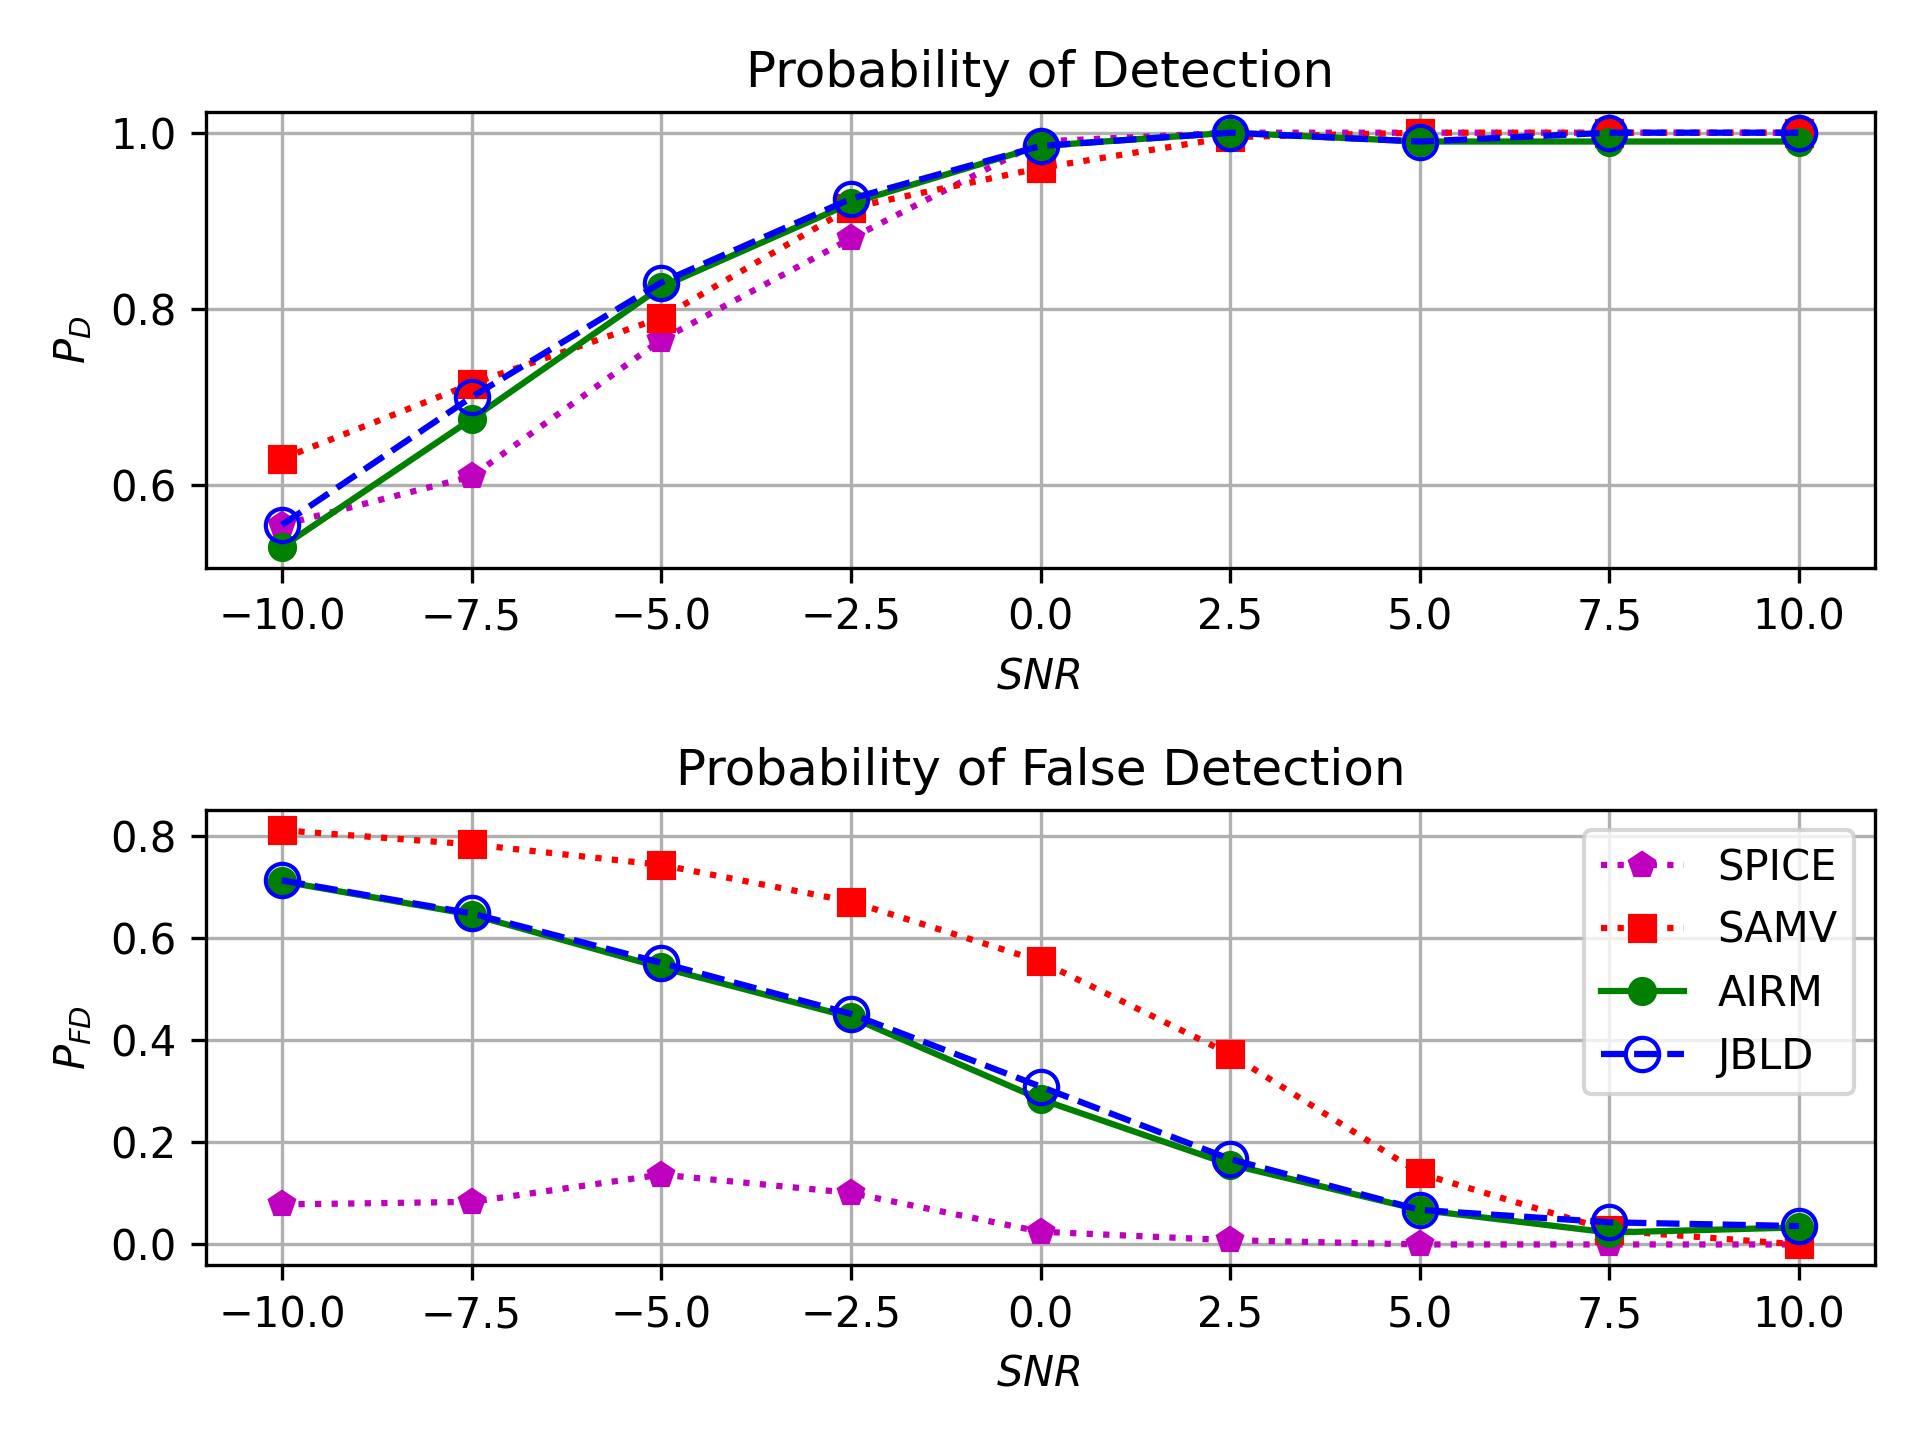 Probability of Detection
1.0
0.8
0.6
P_D
−10.0 −7.5 −5.0 −2.5 0.0 2.5 5.0 7.5 10.0
SNR
Probability of False Detection
0.8
0.6
0.4
0.2
0.0
P_FD
SPICE
SAMV
AIRM
JBLD
−10.0 −7.5 −5.0 −2.5 0.0 2.5 5.0 7.5 10.0
SNR